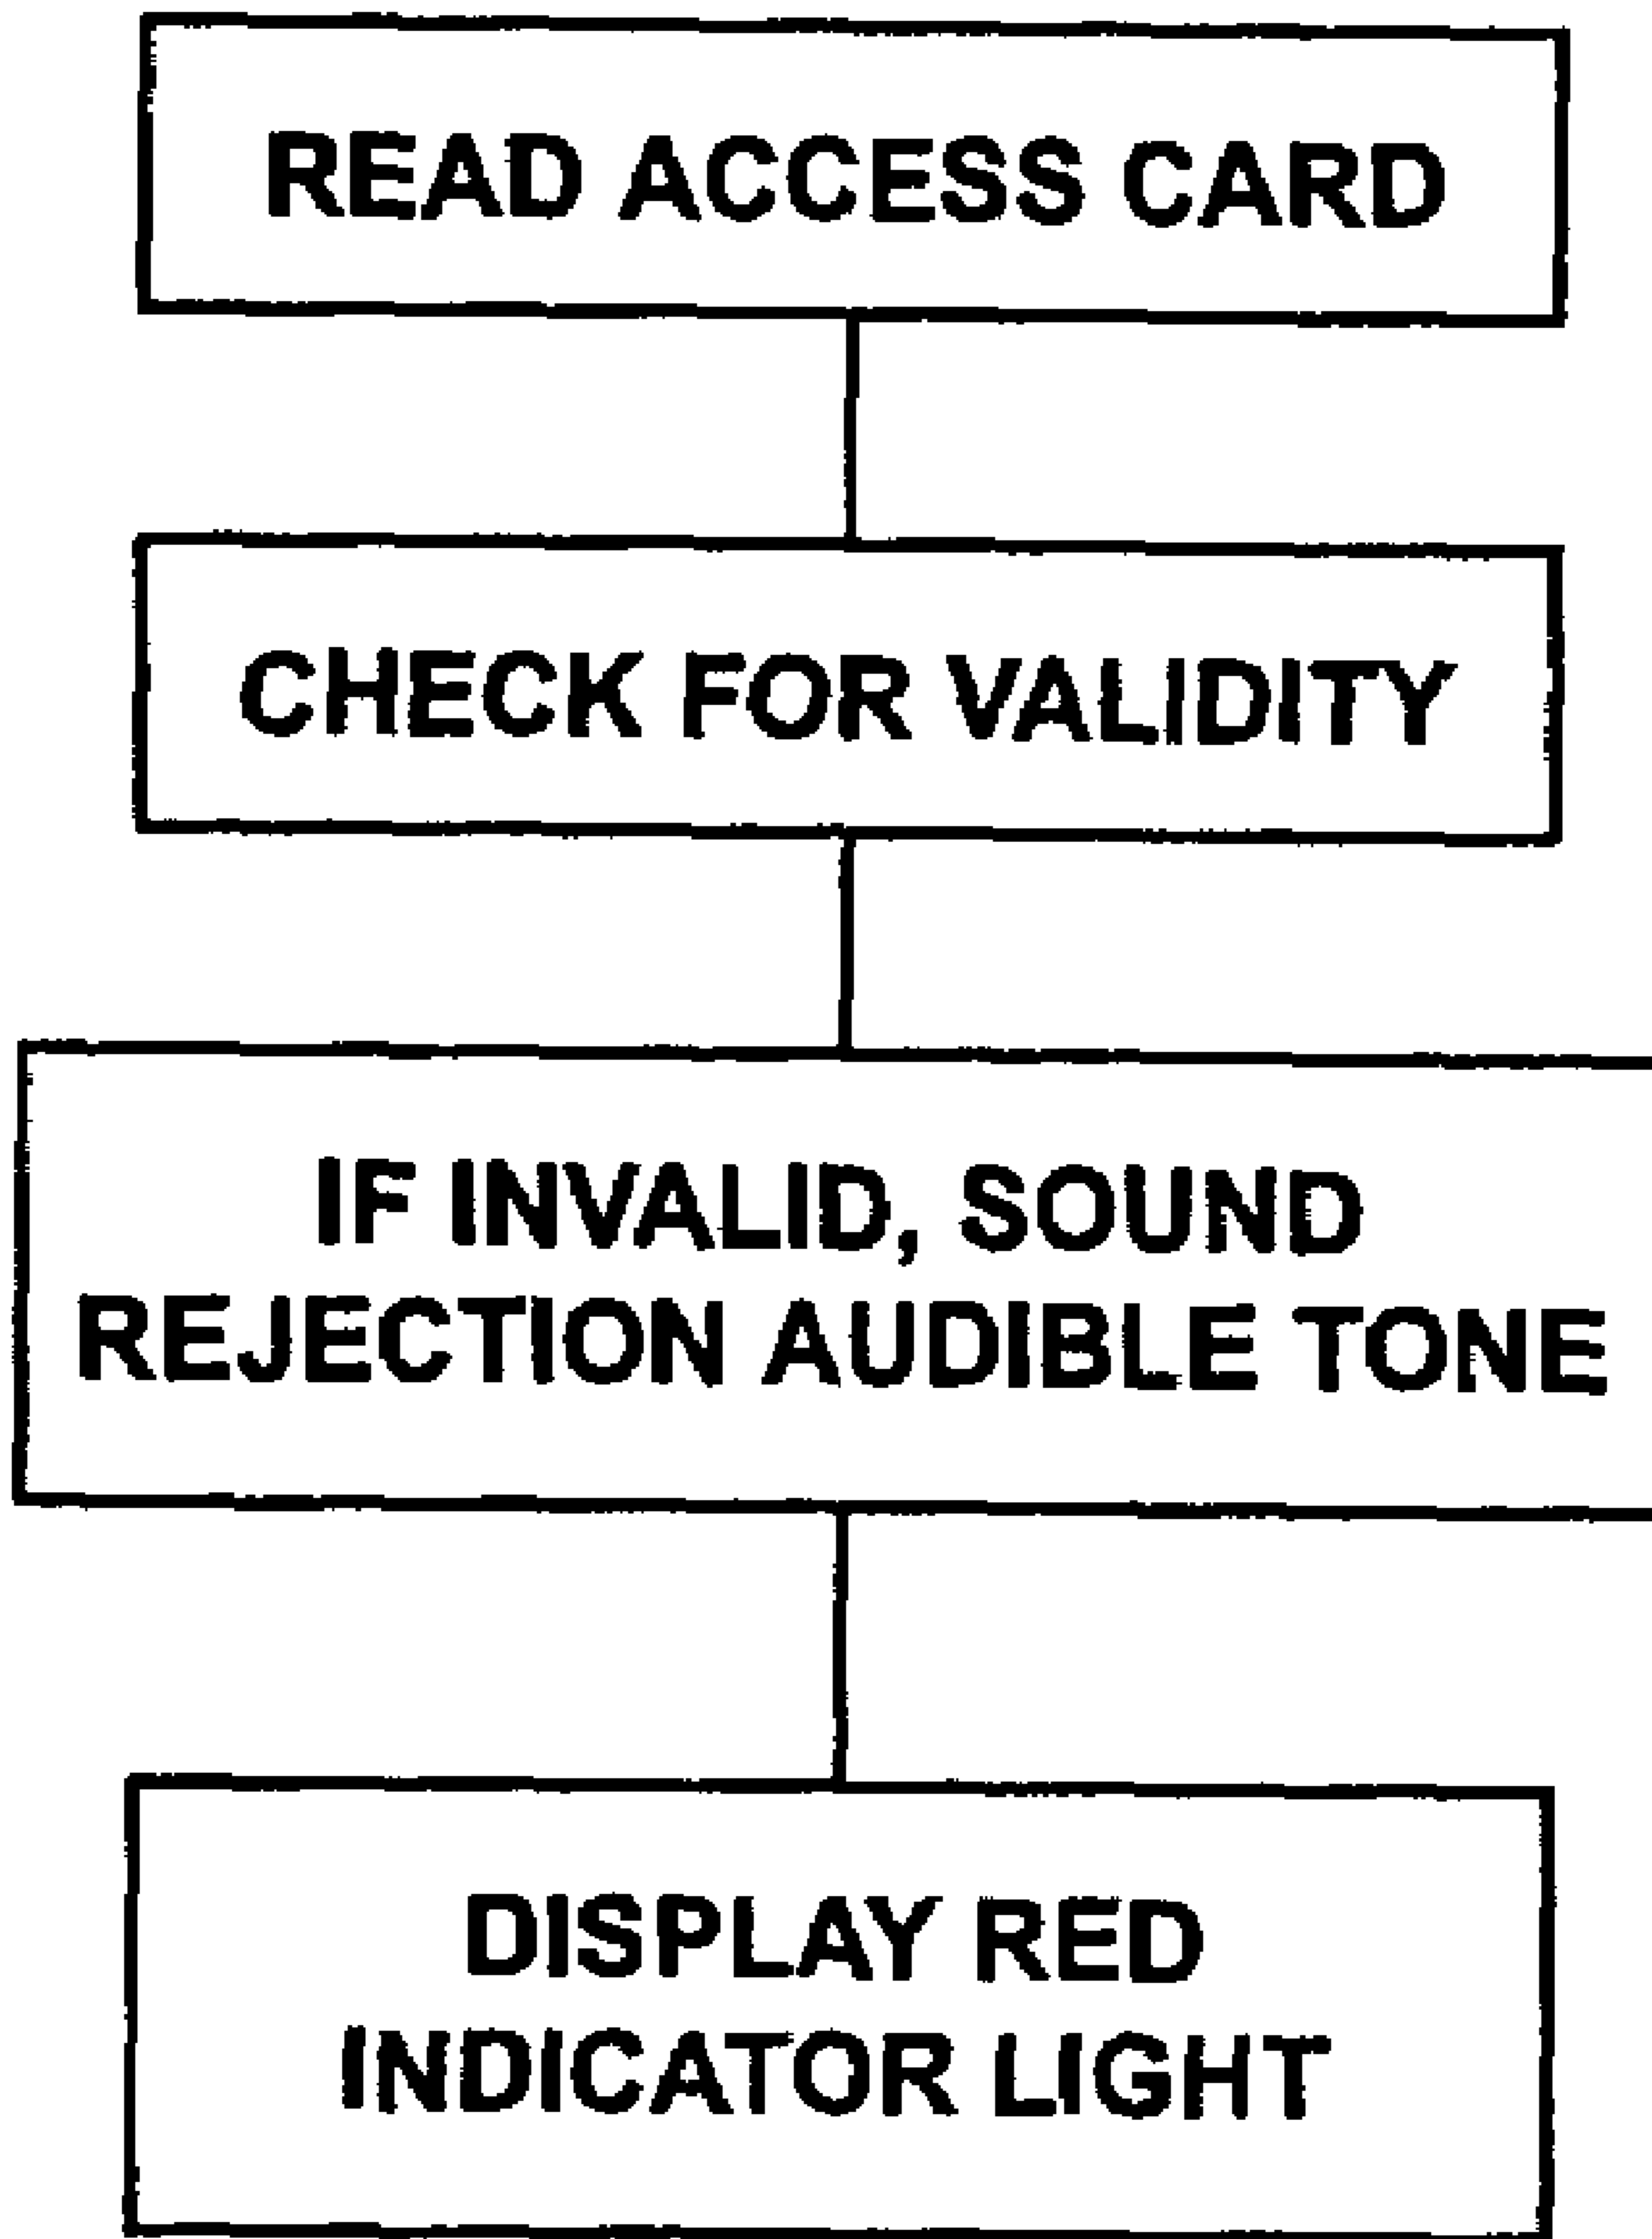 READ ACCESS CARD
CHECK FOR VALIDITY
IF INVALID, SOUND
REJECTION AUDIBLE TONE
DISPLAY RED
INDICATOR LIGHT